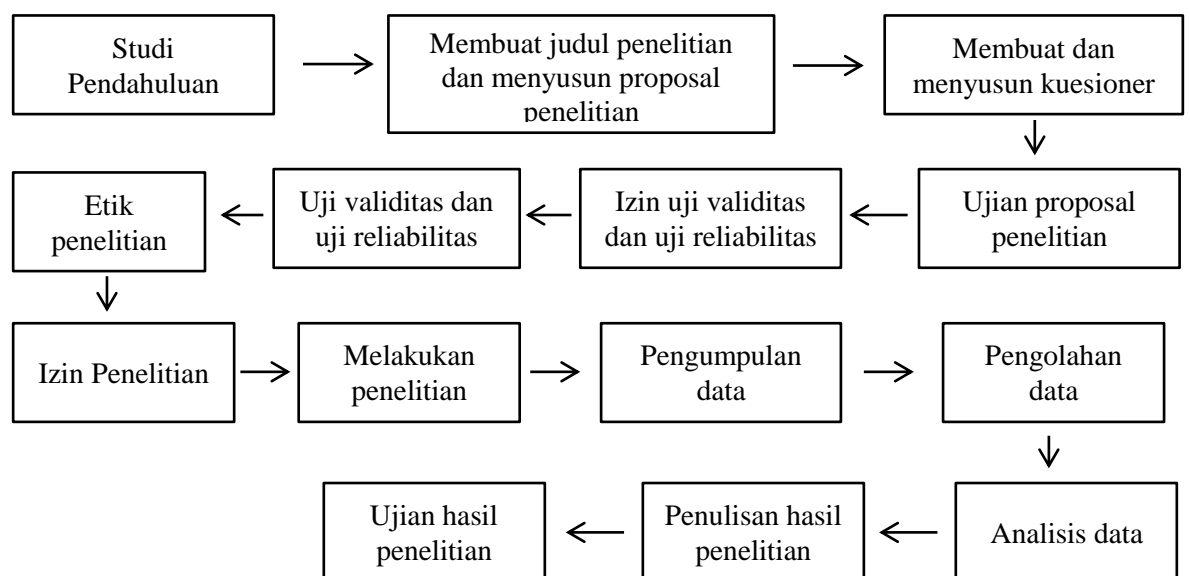 Studi
Pendahuluan
Membuat judul penelitian
dan menyusun proposal
penelitian
Membuat dan
menyusun kuesioner
Ujian proposal
penelitian
Izin uji validitas
dan uji reliabilitas
Uji validitas dan
uji reliabilitas
Etik
penelitian
Izin Penelitian
Melakukan
penelitian
Pengumpulan
data
Pengolahan
data
Analisis data
Penulisan hasil
penelitian
Ujian hasil
penelitian